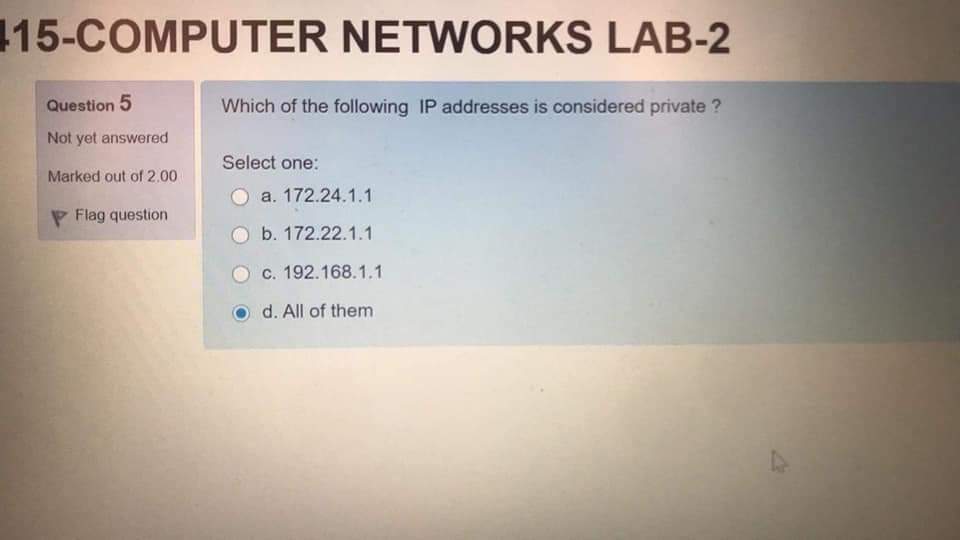 415-COMPUTER NETWORKS LAB-2
Question 5
Not yet answered
Marked out of 2.00
Flag question
Which of the following IP addresses is considered private ?
Select one:
a. 172.24.1.1
b. 172.22.1.1
c. 192.168.1.1
d. All of them